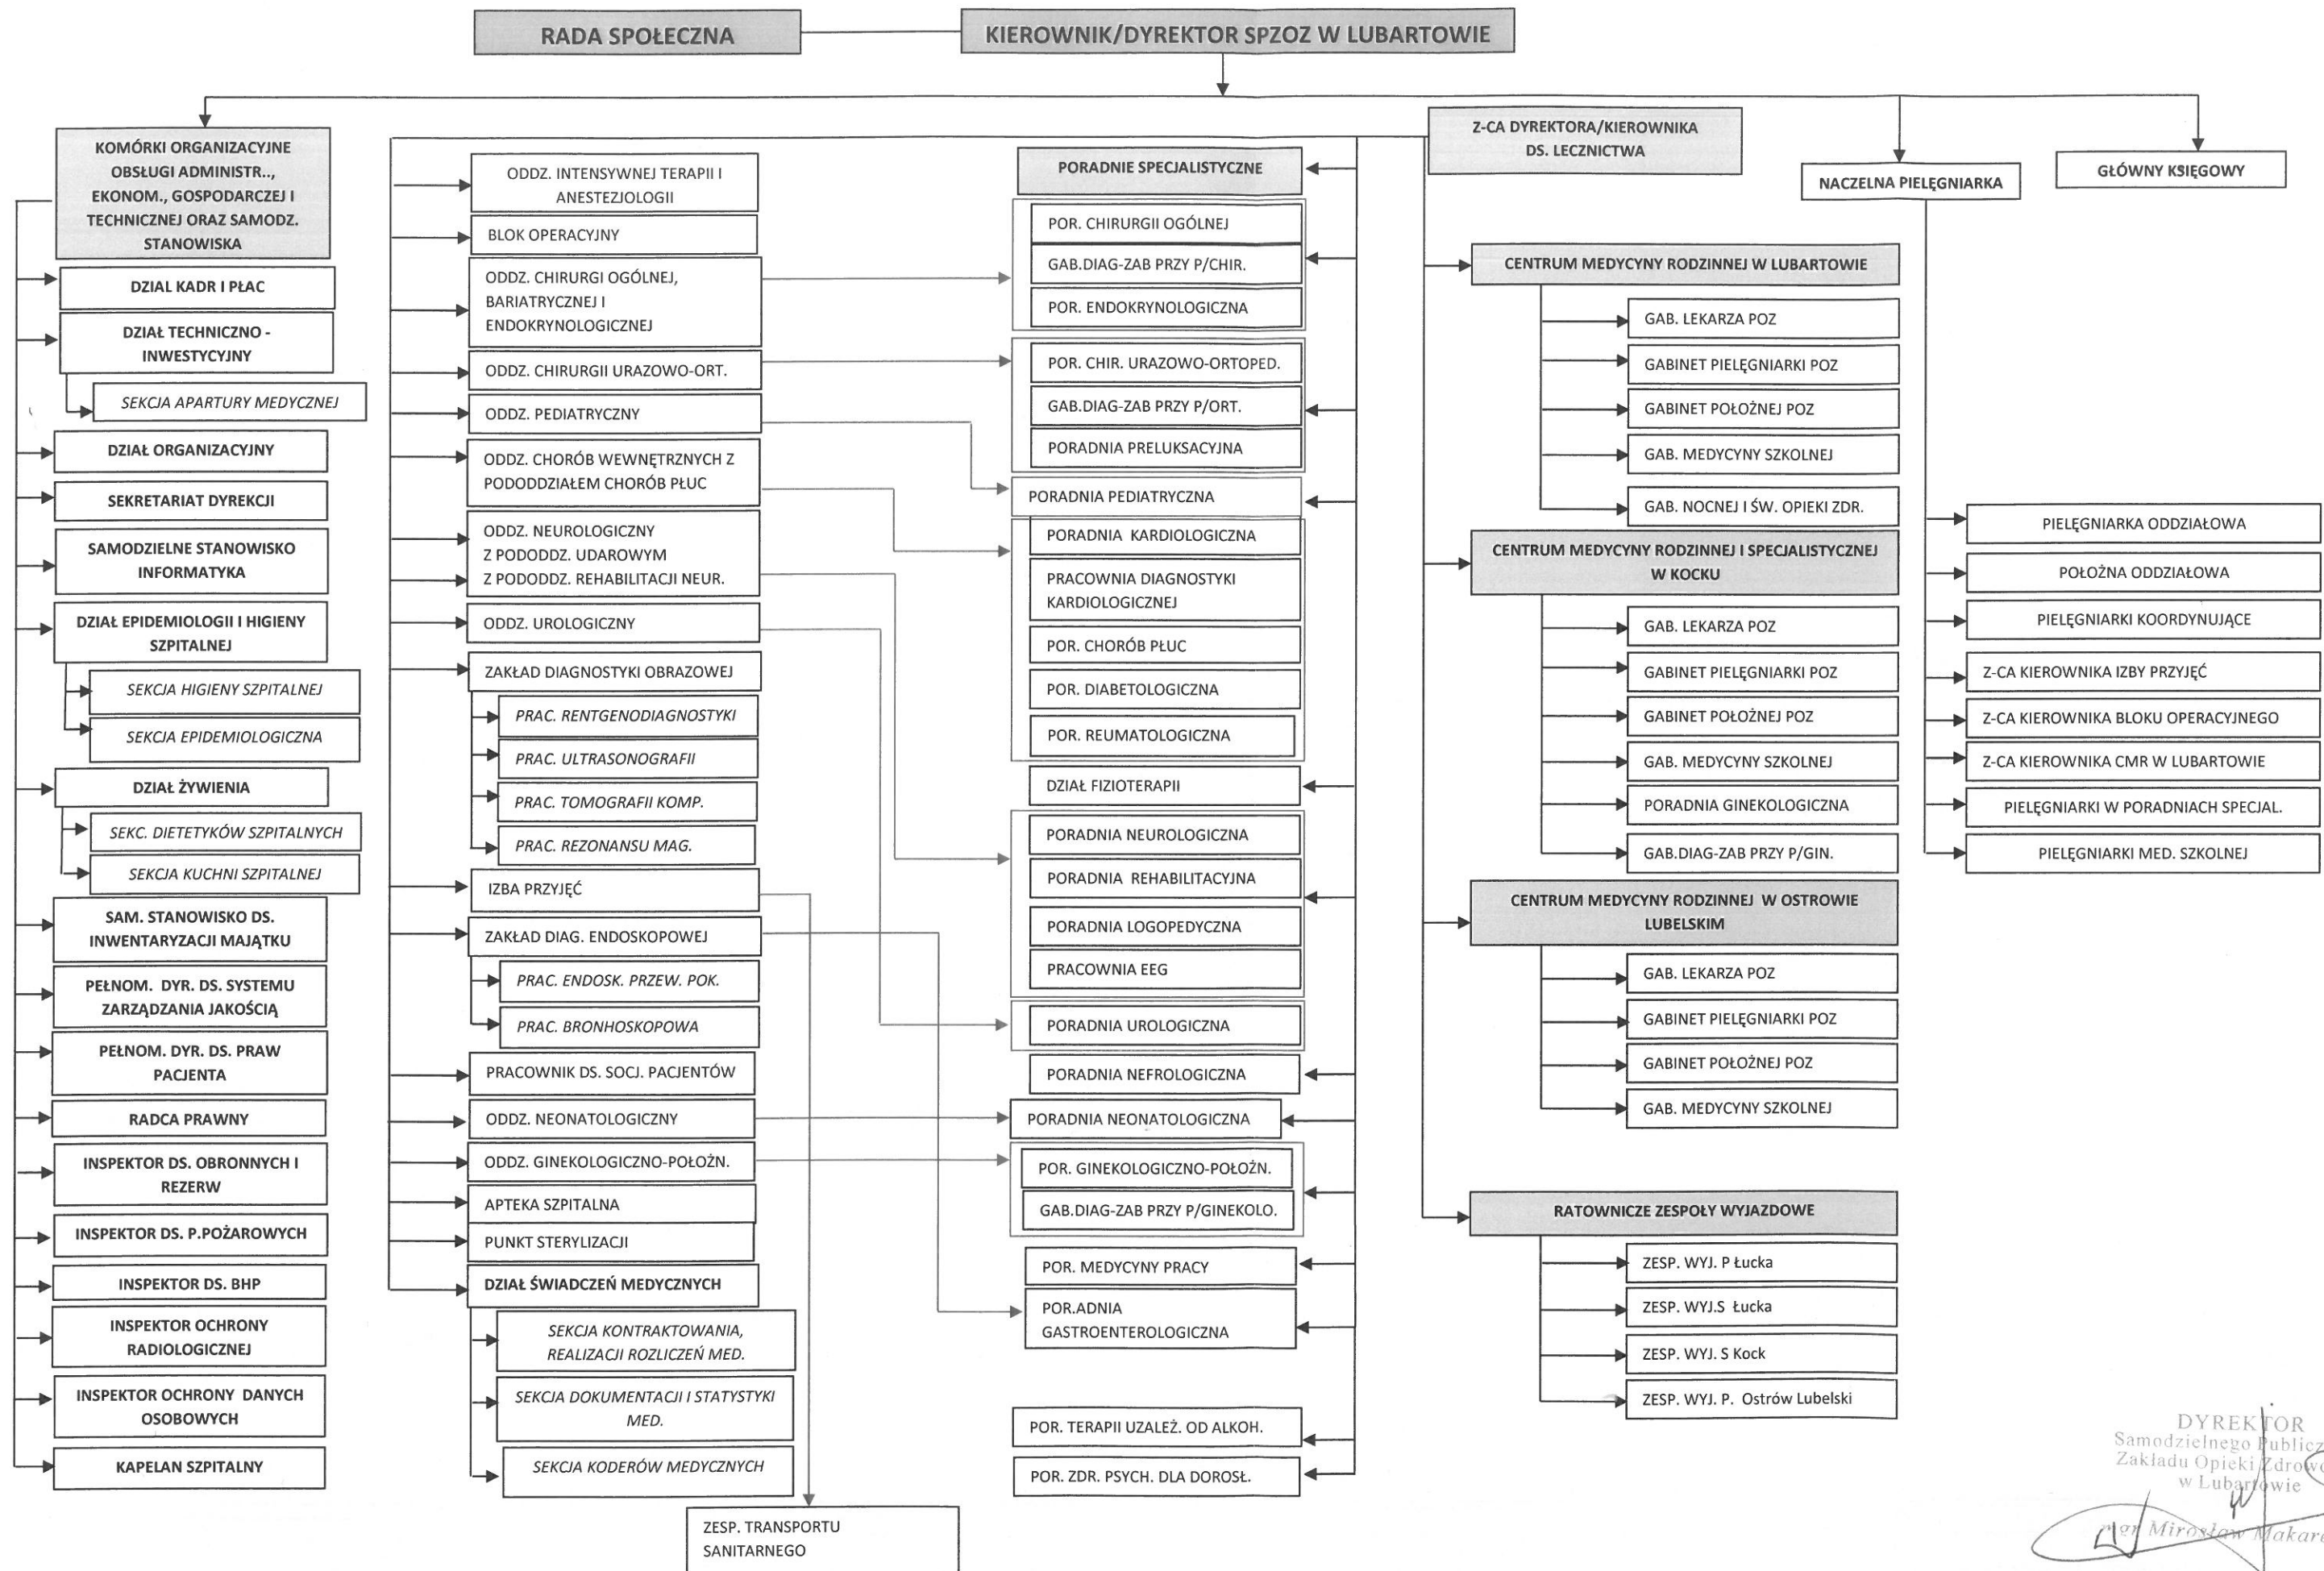 RADA SPOŁECZNA
KIEROWNIK/DYREKTOR SPZOZ W LUBARTOWIE
KOMÓRKI ORGANIZACYJNE
OBSŁUGI ADMINISTR..,
EKONOM., GOSPODARCZEJ I
TECHNICZNEJ ORAZ SAMODZ.
STANOWISKA
DZIAL KADR I PŁAC
DZIAŁ TECHNICZNO -
INWESTYCYJNY
SEKCJA APARTURY MEDYCZNEJ
DZIAŁ ORGANIZACYJNY
SEKRETARIAT DYREKCJI
SAMODZIELNE STANOWISKO
INFORMATYKA
DZIAŁ EPIDEMIOLOGII I HIGIENY
SZPITALNEJ
SEKCJA HIGIENY SZPITALNEJ
SEKCJA EPIDEMIOLOGICZNA
DZIAŁ ŻYWIENIA
SEKC. DIETETYKÓW SZPITALNYCH
SEKCJA KUCHNI SZPITALNEJ
SAM. STANOWISKO DS.
INWENTARYZACJI MAJĄTKU
PEŁNOM. DYR. DS. SYSTEMU
ZARZĄDZANIA JAKOŚCIĄ
PEŁNOM. DYR. DS. PRAW
PACJENTA
RADCA PRAWNY
INSPEKTOR DS. OBRONNYCH I
REZERW
INSPEKTOR DS. P.POŻAROWYCH
INSPEKTOR DS. BHP
INSPEKTOR OCHRONY
RADIOLOGICZNEJ
INSPEKTOR OCHRONY DANYCH
OSOBOWYCH
KAPELAN SZPITALNY
ODDZ. INTENSYWNEJ TERAPII I
ANESTEZJOLOGII
BLOK OPERACYJNY
ODDZ. CHIRURGI OGÓLNEJ,
BARIATRYCZNEJ I
ENDOKRYNOLOGICZNEJ
ODDZ. CHIRURGII URAZOWO-ORT.
ODDZ. PEDIATRYCZNY
ODDZ. CHORÓB WEWNĘTRZNYCH Z
PODODDZIAŁEM CHORÓB PŁUC
ODDZ. NEUROLOGICZNY
Z PODODDZ. UDAROWYM
Z PODODDZ. REHABILITACJI NEUR.
ODDZ. UROLOGICZNY
ZAKŁAD DIAGNOSTYKI OBRAZOWEJ
PRAC. RENTGENODIAGNOSTYKI
PRAC. ULTRASONOGRAFII
PRAC. TOMOGRAFII KOMP.
PRAC. REZONANSU MAG.
IZBA PRZYJĘĆ
ZAKŁAD DIAG. ENDOSKOPOWEJ
PRAC. ENDOSK. PRZEW. POK.
PRAC. BRONHOSKOPOWA
PRACOWNIK DS. SOCJ. PACJENTÓW
ODDZ. NEONATOLOGICZNY
ODDZ. GINEKOLOGICZNO-POŁOŻN.
APTEKA SZPITALNA
PUNKT STERYLIZACJI
DZIAŁ ŚWIADCZEŃ MEDYCZNYCH
SEKCJA KONTRAKTOWANIA,
REALIZACJI ROZLICZEŃ MED.
SEKCJA DOKUMENTACJI I STATYSTYKI
MED.
SEKCJA KODERÓW MEDYCZNYCH
ZESP. TRANSPORTU
SANITARNEGO
PORADNIE SPECJALISTYCZNE
POR. CHIRURGII OGÓLNEJ
GAB.DIAG-ZAB PRZY P/CHIR.
POR. ENDOKRYNOLOGICZNA
POR. CHIR. URAZOWO-ORTOPED.
GAB.DIAG-ZAB PRZY P/ORT.
PORADNIA PRELUKSACYJNA
PORADNIA PEDIATRYCZNA
PORADNIA KARDIOLOGICZNA
PRACOWNIA DIAGNOSTYKI
KARDIOLOGICZNEJ
POR. CHORÓB PŁUC
POR. DIABETOLOGICZNA
POR. REUMATOLOGICZNA
DZIAŁ FIZIOTERAPII
PORADNIA NEUROLOGICZNA
PORADNIA REHABILITACYJNA
PORADNIA LOGOPEDYCZNA
PRACOWNIA EEG
PORADNIA UROLOGICZNA
PORADNIA NEFROLOGICZNA
PORADNIA NEONATOLOGICZNA
POR. GINEKOLOGICZNO-POŁOŻN.
GAB.DIAG-ZAB PRZY P/GINEKOLO.
POR. MEDYCYNY PRACY
POR.ADNIA
GASTROENTEROLOGICZNA
POR. TERAPII UZALEŻ. OD ALKOH.
POR. ZDR. PSYCH. DLA DOROSŁ.
Z-CA DYREKTORA/KIEROWNIKA
DS. LECZNICTWA
CENTRUM MEDYCYNY RODZINNEJ W LUBARTOWIE
GAB. LEKARZA POZ
GABINET PIELĘGNIARKI POZ
GABINET POŁOŻNEJ POZ
GAB. MEDYCYNY SZKOLNEJ
GAB. NOCNEJ I ŚW. OPIEKI ZDR.
CENTRUM MEDYCYNY RODZINNEJ I SPECJALISTYCZNEJ
W KOCKU
GAB. LEKARZA POZ
GABINET PIELĘGNIARKI POZ
GABINET POŁOŻNEJ POZ
GAB. MEDYCYNY SZKOLNEJ
PORADNIA GINEKOLOGICZNA
GAB.DIAG-ZAB PRZY P/GIN.
CENTRUM MEDYCYNY RODZINNEJ W OSTROWIE
LUBELSKIM
GAB. LEKARZA POZ
GABINET PIELĘGNIARKI POZ
GABINET POŁOŻNEJ POZ
GAB. MEDYCYNY SZKOLNEJ
RATOWNICZE ZESPOŁY WYJAZDOWE
ZESP. WYJ. P Łucka
ZESP. WYJ.S Łucka
ZESP. WYJ. S Kock
ZESP. WYJ. P. Ostrów Lubelski
NACZELNA PIELĘGNIARKA
PIELĘGNIARKA ODDZIAŁOWA
POŁOŻNA ODDZIAŁOWA
PIELĘGNIARKI KOORDYNUJĄCE
Z-CA KIEROWNIKA IZBY PRZYJĘĆ
Z-CA KIEROWNIKA BLOKU OPERACYJNEGO
Z-CA KIEROWNIKA CMR W LUBARTOWIE
PIELĘGNIARKI W PORADNIACH SPECJAL.
PIELĘGNIARKI MED. SZKOLNEJ
GŁÓWNY KSIĘGOWY
DYREKTOR
Samodzielnego Publicz
Zakładu Opieki Zdrowo
w Lubartowie
mgr Mirosław Makare